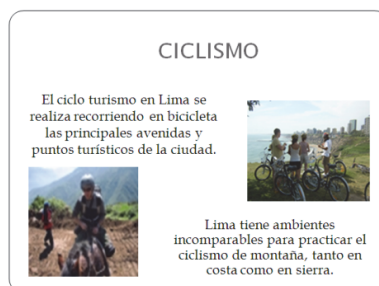 CICLISMO
El ciclo turismo en Lima se
realiza recorriendo en bicicleta
las principales avenidas y
puntos turísticos de la ciudad.
Lima tiene ambientes
incomparables para practicar el
ciclismo de montaña, tanto en
costa como en sierra.